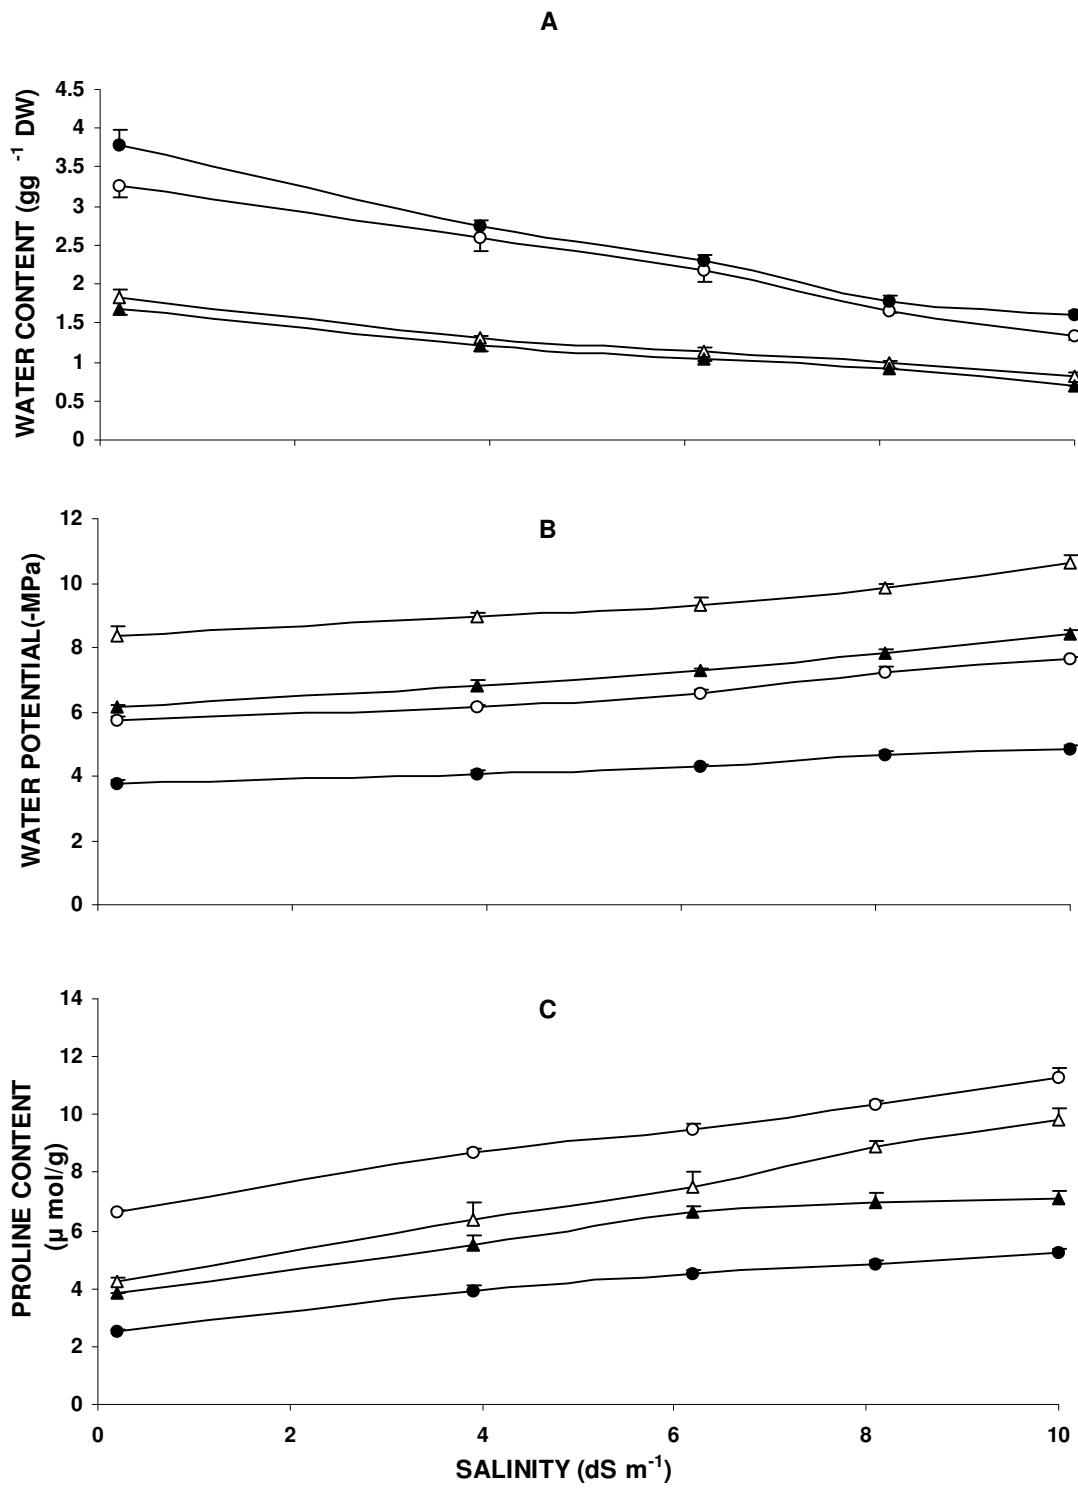 A
WATER CONTENT (gg -1 DW)
4.5
4
3.5
3
2.5
2
1.5
1
0.5
0
B
WATER POTENTIAL(-MPa)
12
10
8
6
4
2
0
C
PROLINE CONTENT
(µ mol/g)
14
12
10
8
6
4
2
0
0 2 4 6 8 10
SALINITY (dS m-1)